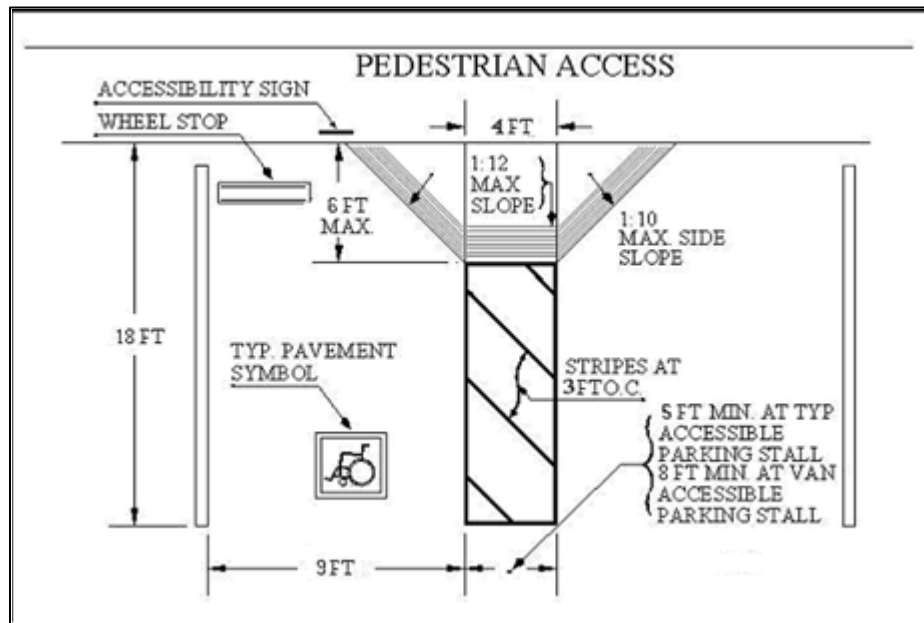 PEDESTRIAN ACCESS
ACCESSIBILITY SIGN
WHEEL STOP
4 FT
1:12
MAX
SLOPE
6 FT
MAX.
1:10
MAX. SIDE
SLOPE
18 FT
TYP. PAVEMENT
SYMBOL
STRIPES AT
3FTO.C.
5 FT MIN. AT TYP
ACCESSIBLE
PARKING STALL
8 FT MIN. AT VAN
ACCESSIBLE
PARKING STALL
9 FT